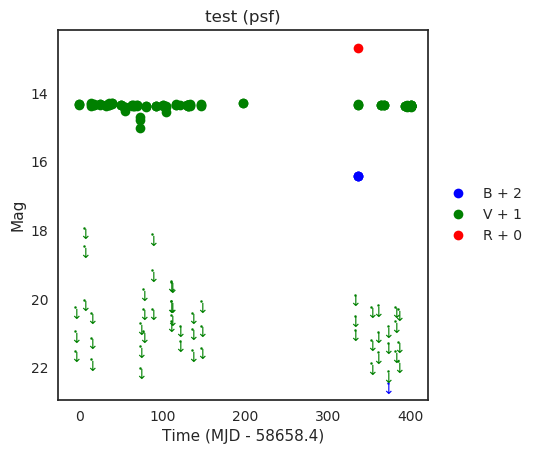 test (psf)
Mag
14
16
18
20
22
0
100
200
300
400
Time (MJD - 58658.4)
B + 2
V + 1
R + 0